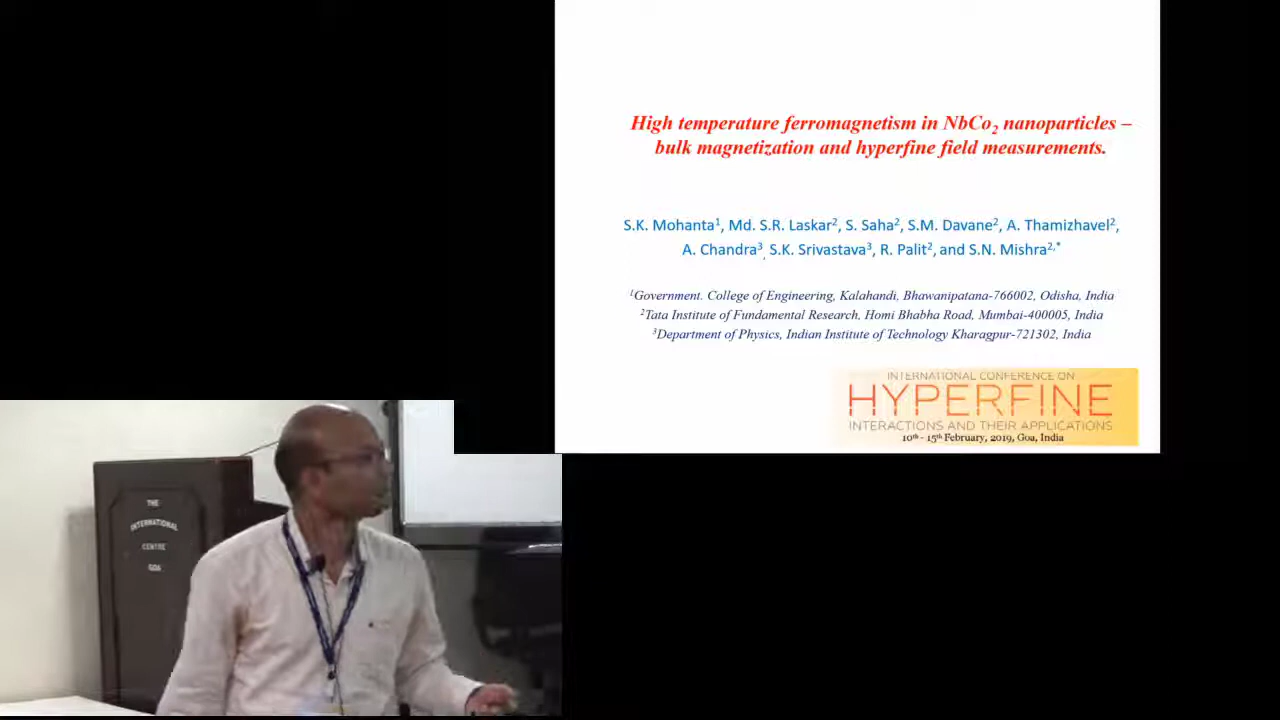 High temperature ferromagnetism in NbCo₂ nanoparticles –
bulk magnetization and hyperfine field measurements.
S.K. Mohanta¹, Md. S.R. Laskar², S. Saha², S.M. Davane², A. Thamizhavel²,
A. Chandra³, S.K. Srivastava³, R. Palit², and S.N. Mishra²,*
¹Government. College of Engineering, Kalahandi, Bhawanipatana-766002, Odisha, India
²Tata Institute of Fundamental Research, Homi Bhabha Road, Mumbai-400005, India
³Department of Physics, Indian Institute of Technology Kharagpur-721302, India
INTERNATIONAL CONFERENCE ON
HYPERFINE
INTERACTIONS AND THEIR APPLICATIONS
10th - 15th February, 2019, Goa, India
THE
INTERNATIONAL
CENTRE
GOA